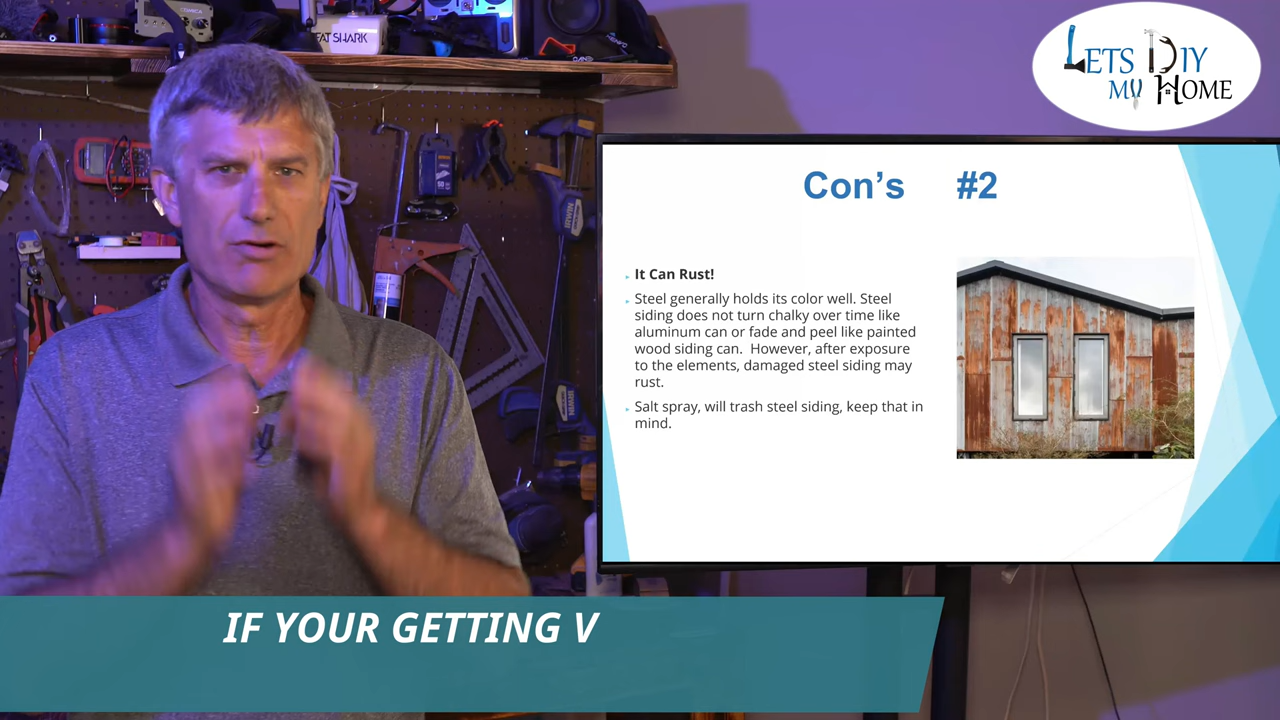 FAT SHARK
LETS DIY
MY HOME
Con's #2
It Can Rust!
Steel generally holds its color well. Steel
siding does not turn chalky over time like
aluminum can or fade and peel like painted
wood siding can. However, after exposure
to the elements, damaged steel siding may
rust.
Salt spray, will trash steel siding, keep that in
mind.
IRWIN
IF YOUR GETTING V